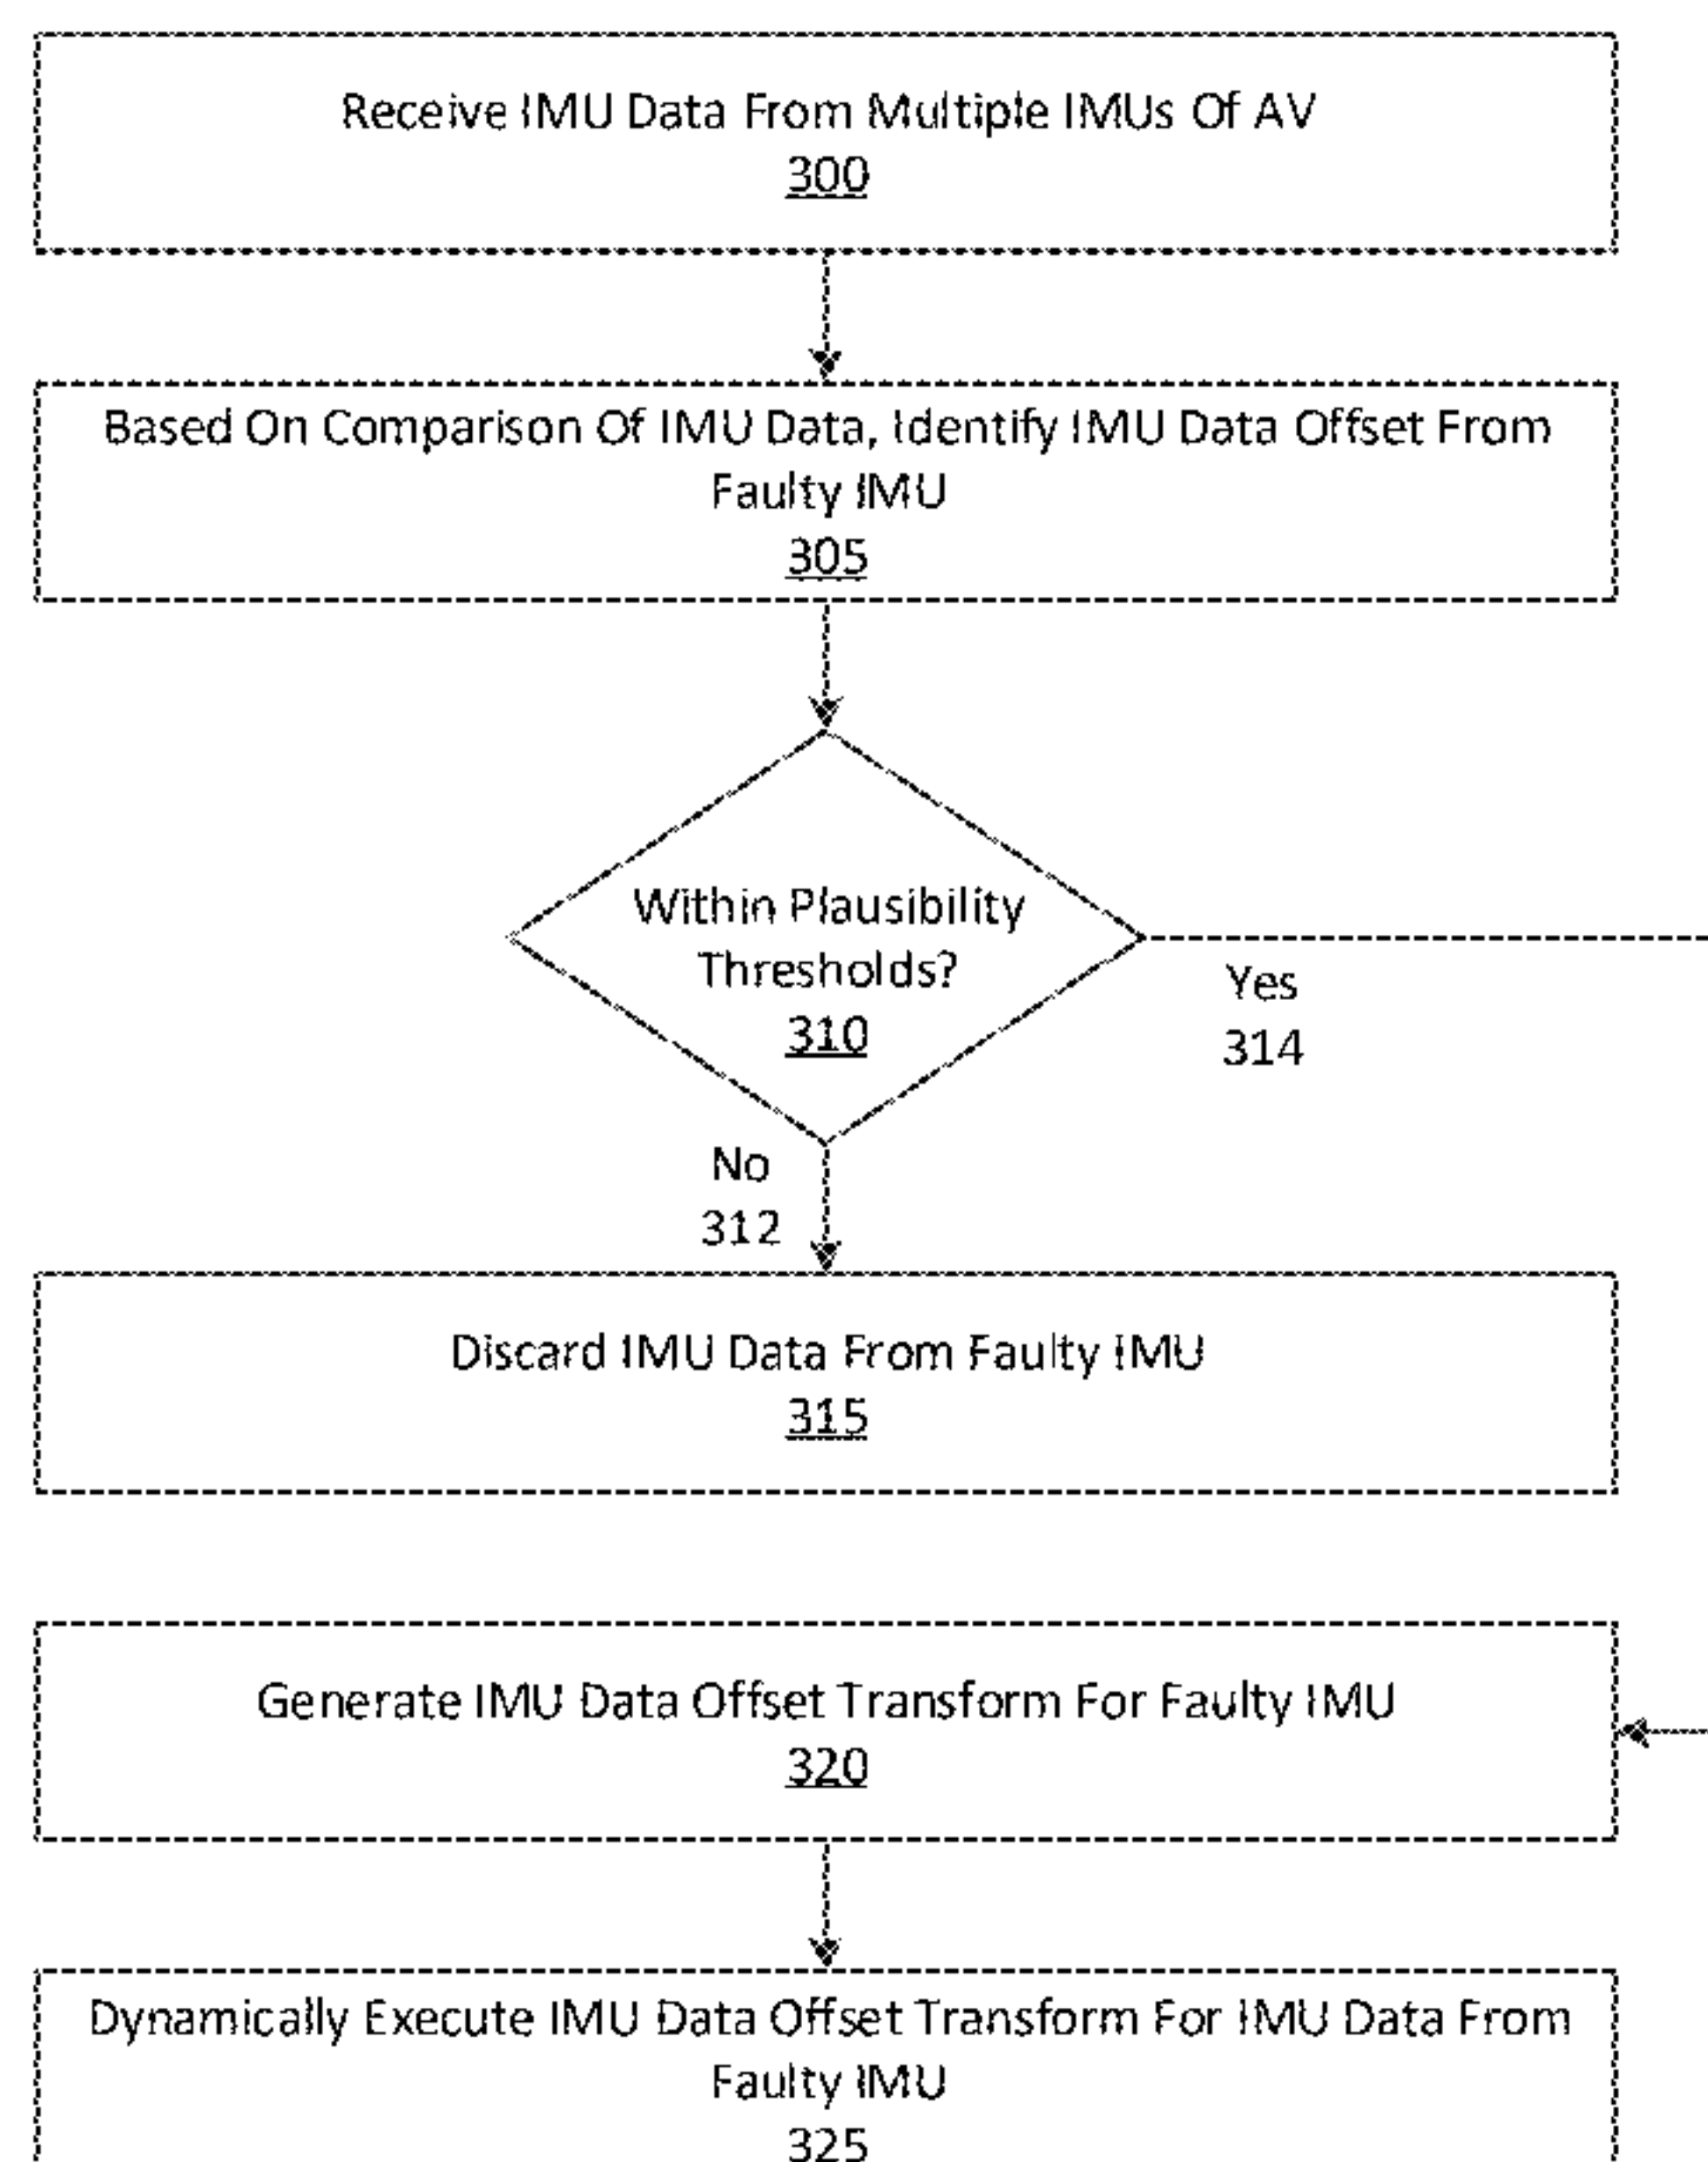 Receive IMU Data From Multiple IMUs Of AV
300
Based On Comparison Of IMU Data, Identify IMU Data Offset From
Faulty IMU
305
Within Plausibility
Thresholds?
310
Yes
314
No
312
Discard IMU Data From Faulty IMU
315
Generate IMU Data Offset Transform For Faulty IMU
320
Dynamically Execute IMU Data Offset Transform For IMU Data From
Faulty IMU
325